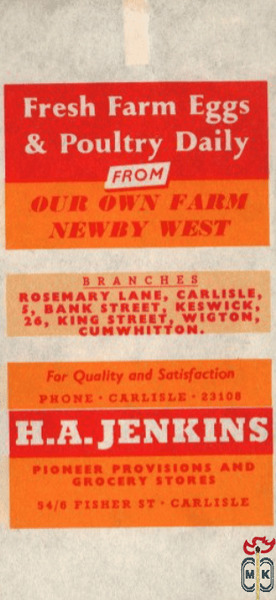 Fresh Farm Eggs
& Poultry Daily
FROM
OUR OWN FARM
NEWBY WEST
BRANCHES
ROSEMARY LANE, CARLISLE,
5, BANK STREET, KESWICK,
26, KING STREET, WIGTON,
CUMWHITTON.
For Quality and Satisfaction
PHONE · CARLISLE · 23108
H.A. JENKINS
PIONEER PROVISIONS AND
GROCERY STORES
54/6 FISHER ST · CARLISLE
M K